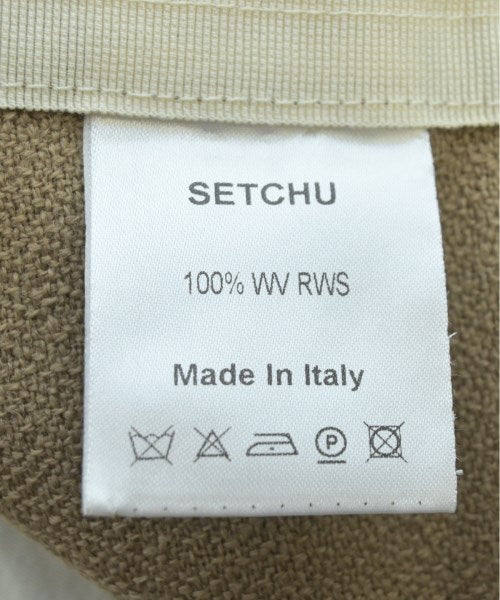 SETCHU
100% WV RWS
Made In Italy
P